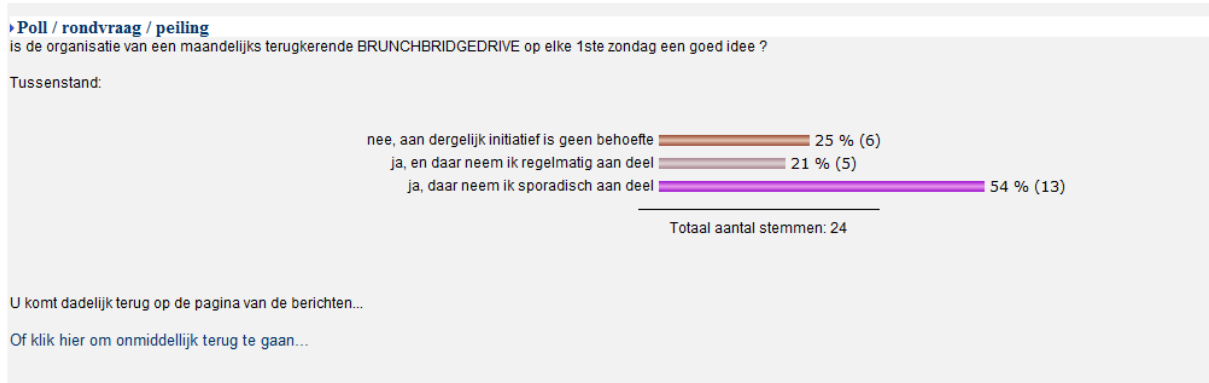 Poll / rondvraag / peiling
is de organisatie van een maandelijks terugkerende BRUNCHBRIDGEDRIVE op elke 1ste zondag een goed idee ?
Tussenstand:
nee, aan dergelijk initiatief is geen behoefte 25 % (6)
ja, en daar neem ik regelmatig aan deel 21 % (5)
ja, daar neem ik sporadisch aan deel 54 % (13)
Totaal aantal stemmen: 24
U komt dadelijk terug op de pagina van de berichten...
Of klik hier om onmiddellijk terug te gaan...